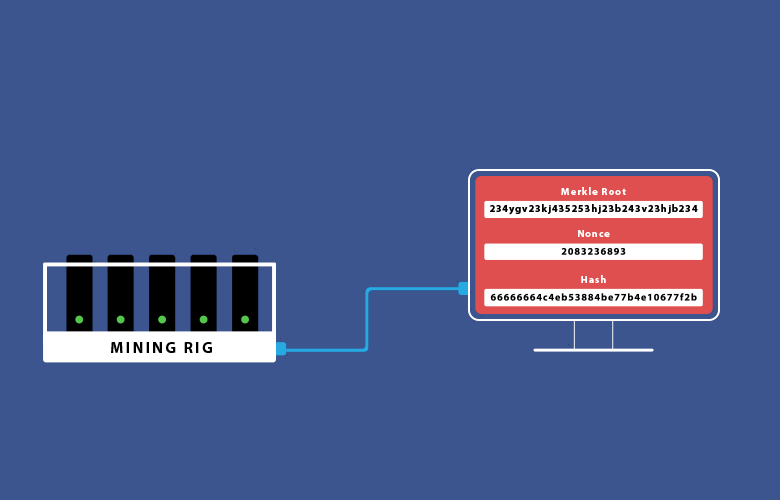 Merkle Root
234ygv23kj435253hj23b243v23hjb234
Nonce
2083236893
Hash
66666664c4eb53884be77b4e10677f2b
MINING RIG